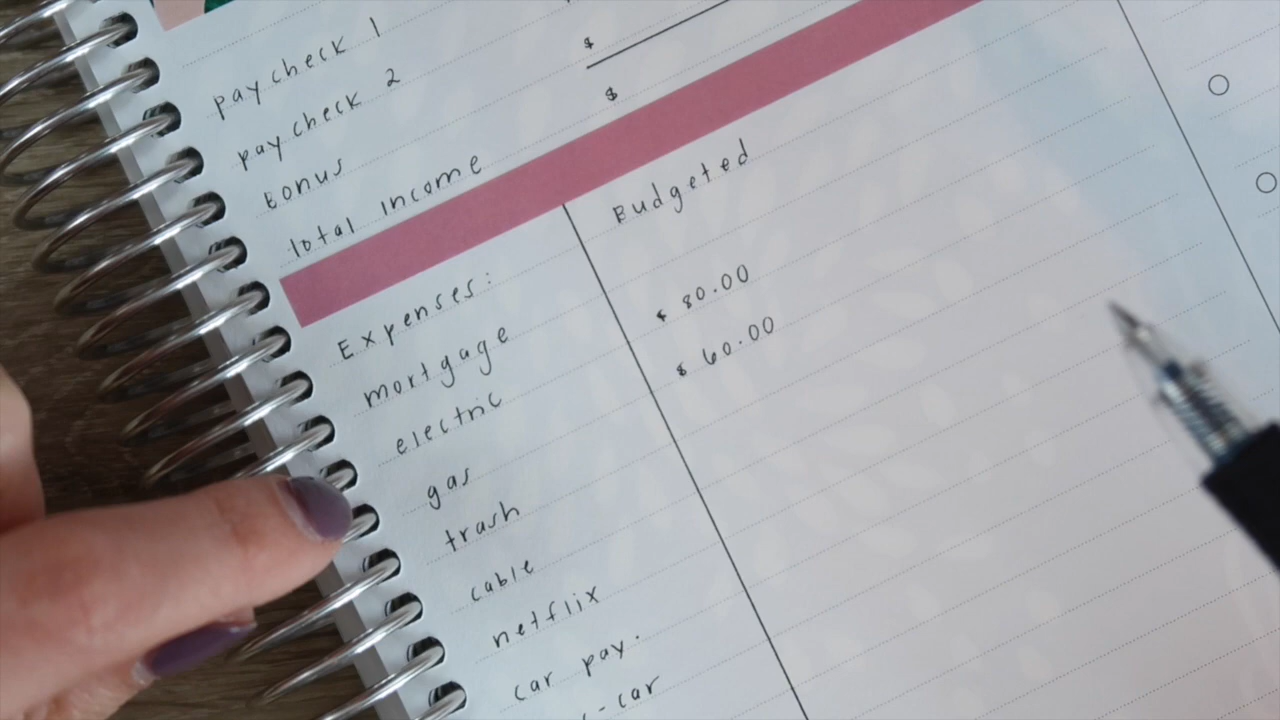 paycheck 1
paycheck 2
Bonus $
Total income $
Expenses: Budgeted
mortgage
electric $ 80.00
gas $ 60.00
trash
cable
netflix
car pay.
-car